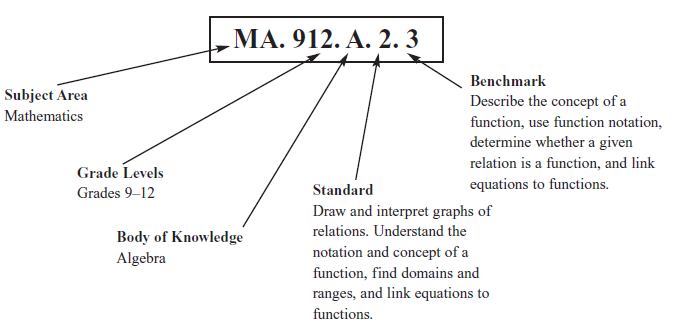 MA. 912. A. 2. 3
Subject Area
Mathematics
Grade Levels
Grades 9–12
Body of Knowledge
Algebra
Standard
Draw and interpret graphs of
relations. Understand the
notation and concept of a
function, find domains and
ranges, and link equations to
functions.
Benchmark
Describe the concept of a
function, use function notation,
determine whether a given
relation is a function, and link
equations to functions.